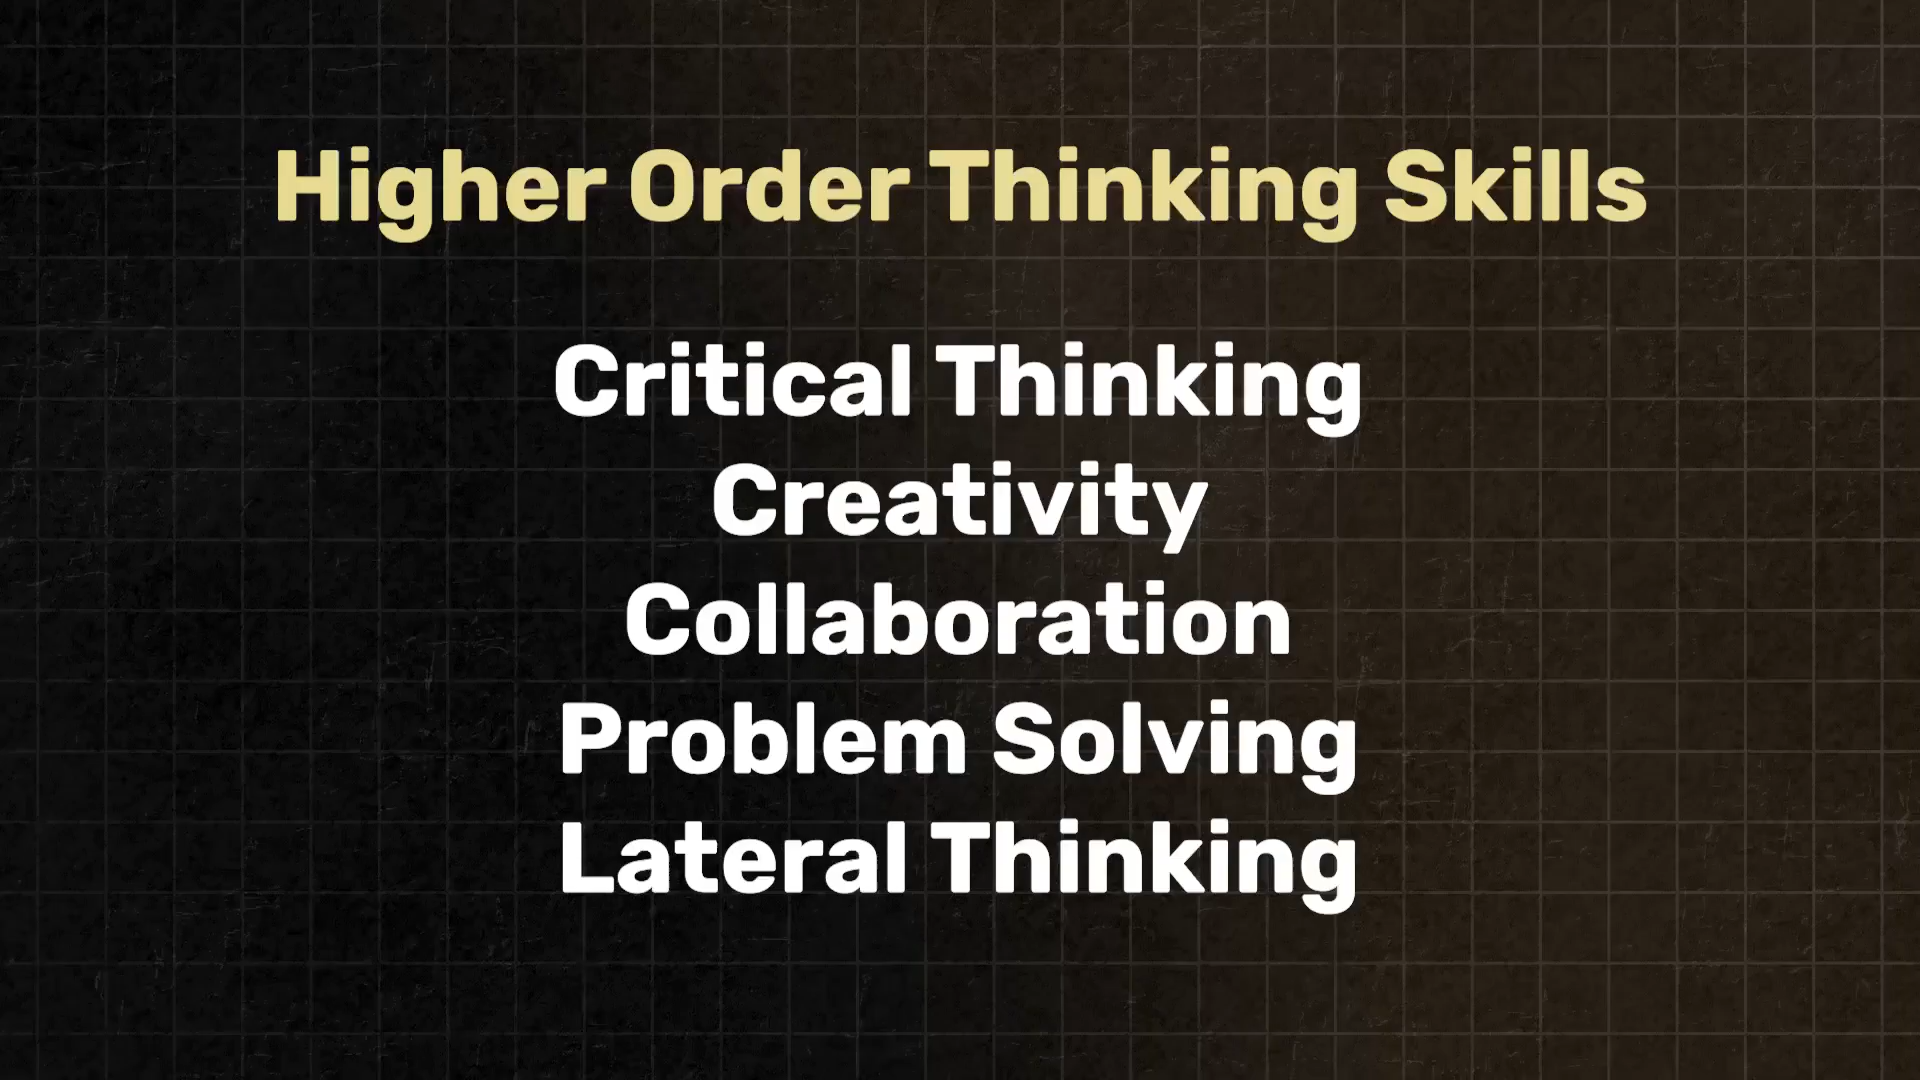 Higher Order Thinking Skills
Critical Thinking
Creativity
Collaboration
Problem Solving
Lateral Thinking